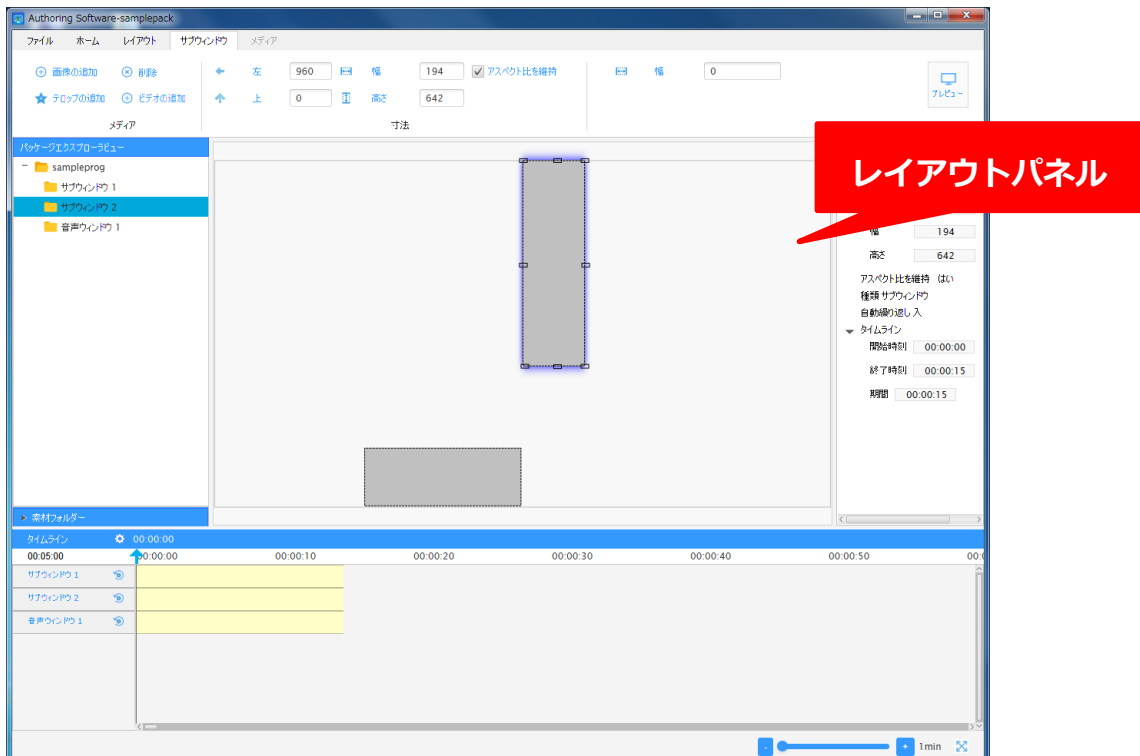 Authoring Software-samplepack
ファイル ホーム レイアウト サブウィンドウ メディア
画像の追加 削除 左 960 幅 194 アスペクト比を維持 幅 0
テロップの追加 ビデオの追加 上 0 高さ 642 プレビュー
メディア 寸法
パッケージエクスプローラビュー
sampleprog
サブウィンドウ 1
サブウィンドウ 2
音声ウィンドウ 1
レイアウトパネル
幅 194
高さ 642
アスペクト比を維持 はい
種類 サブウィンドウ
自動繰り返し 入
タイムライン
開始時刻 00:00:00
終了時刻 00:00:15
期間 00:00:15
素材フォルダー
タイムライン 00:00:00
00:05:00 00:00:00 00:00:10 00:00:20 00:00:30 00:00:40 00:00:50
サブウィンドウ 1
サブウィンドウ 2
音声ウィンドウ 1
- + 1min